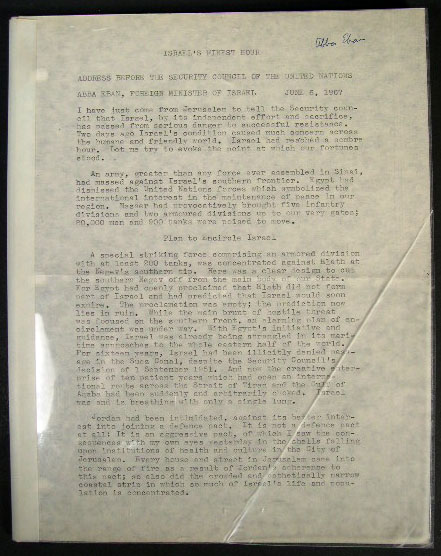 Abba Eban
ISRAEL'S FINEST HOUR
ADDRESS BEFORE THE SECURITY COUNCIL OF THE UNITED NATIONS
ABBA EBAN, FOREIGN MINISTER OF ISRAEL JUNE 6, 1967
I have just come from Jerusalem to tell the Security Coun-
cil that Israel, by its independent effort and sacrifice,
has passed from serious danger to successful resistance.
Two days ago Israel's condition caused much concern across
the humane and friendly world. Israel had reached a sombre
hour. Let me try to evoke the point at which our fortunes
stood.
An army, greater than any force ever assembled in Sinai,
had massed against Israel's southern frontier. Egypt had
dismissed the United Nations forces which symbolized the
international interest in the maintenance of peace in our
region. Nasser had provocatively brought five infantry
divisions and two armoured divisions up to our very gates;
80,000 men and 900 tanks were poised to move.
Plan to Encircle Israel
A special striking force comprising an armored division
with at least 200 tanks, was concentrated against Elath at
the Negev's southern tip. Here was a clear design to cut
the southern Negev off from the main body of our State.
For Egypt had openly proclaimed that Elath did not form
part of Israel and had predicted that Israel would soon
expire. The proclamation was empty; the prediction now
lies in ruin. While the main brunt of hostile threat
was focused on the southern front, an alarming plan of en-
circlement was under way. With Egypt's initiative and
guidance, Israel was already being strangled in its mari-
time approaches to the whole eastern half of the world.
For sixteen years, Israel had been illicitly denied pass-
age in the Suez Canal, despite the Security Council's
decision of 1 September 1951. And now the creative enter-
prise of ten patient years which had open an interna-
tional route across the Strait of Tiran and the Gulf of
Aqaba had been suddenly and arbitrarily choked. Israel
was and is breathing with only a single lung.
Jordan had been intimidated, against its better inter-
est into joining a defence pact. It is not a defence pact
at all: It is an aggressive pact, of which I saw the con-
sequences with my own eyes yesterday in the shells falling
upon institutions of health and culture in the City of
Jerusalem. Every house and street in Jerusalem came into
the range of fire as a result of Jordan's adherence to
this pact; so also did the crowded and pathetically narrow
coastal strip in which so much of Israel's life and popu-
lation is concentrated.